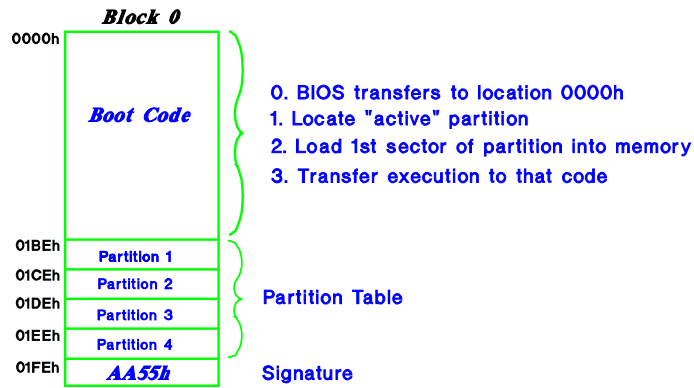 Block 0
0000h
Boot Code
0. BIOS transfers to location 0000h
1. Locate "active" partition
2. Load 1st sector of partition into memory
3. Transfer execution to that code
01BEh
Partition 1
01CEh
Partition 2
01DEh
Partition 3
01EEh
Partition 4
Partition Table
01FEh
AA55h
Signature